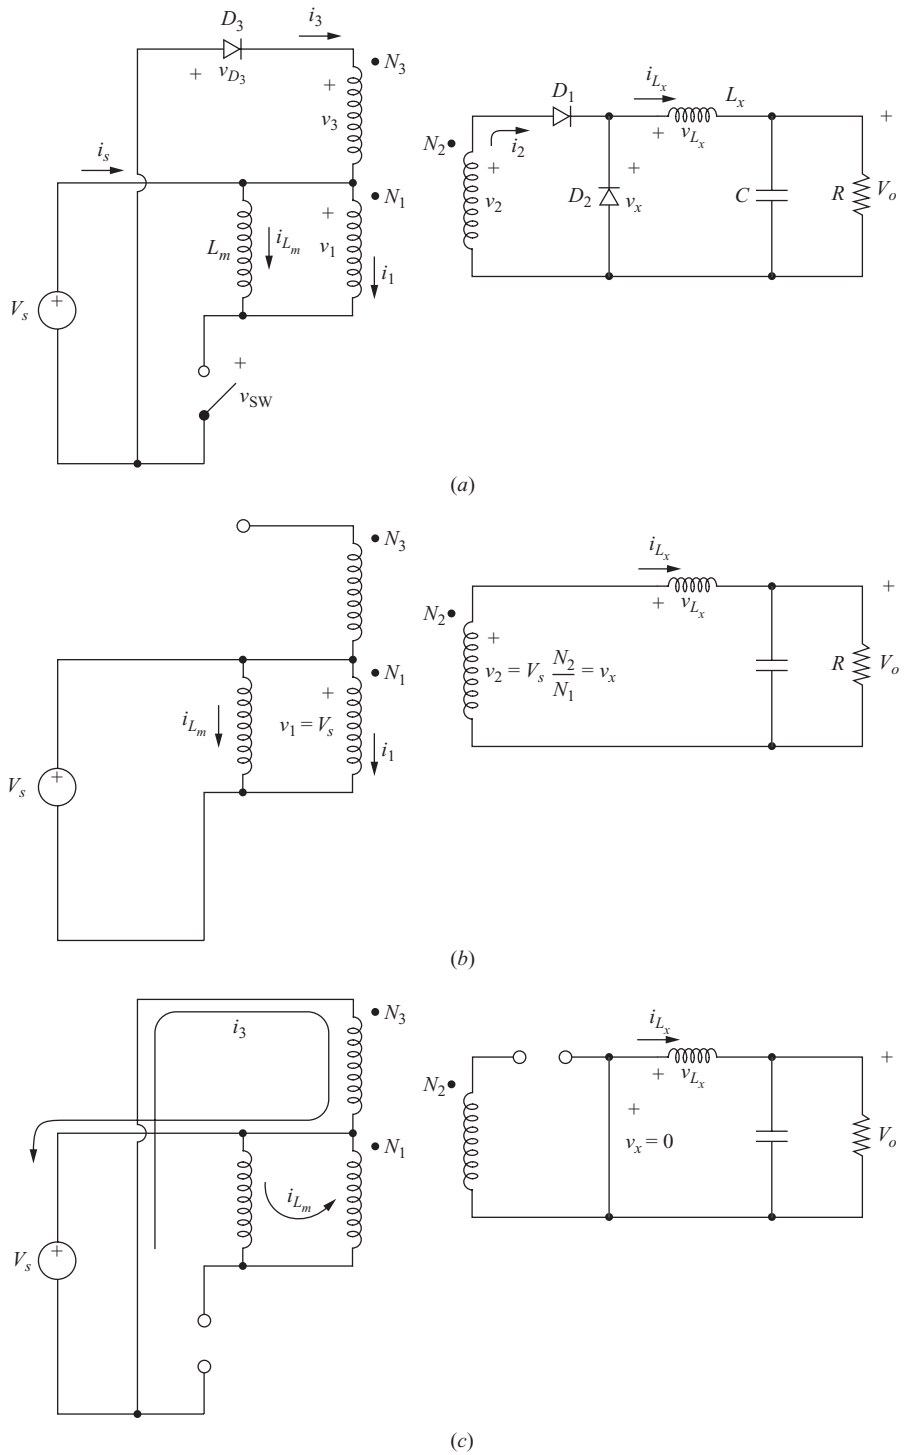 D3
i3
+ vD3
N3
+
v3
is
N1
+
v1
Lm
iLm
i1
Vs
+
+
vSW
N2
i2
D1
iLx
Lx
+ vLx
+
v2
D2
+
vx
C
R
+
Vo
(a)
N3
N1
+
iLm
v1 = Vs
i1
Vs
+
N2
iLx
+ vLx
+
v2 = Vs N2/N1 = vx
R
+
Vo
(b)
i3
N3
N1
iLm
Vs
+
N2
iLx
+ vLx
+
vx = 0
+
Vo
(c)